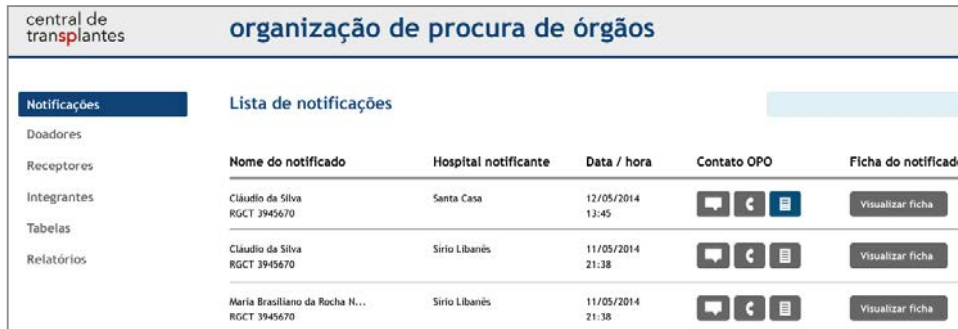 central de
transplantes
organização de procura de órgãos
Notificações
Doadores
Receptores
Integrantes
Tabelas
Relatórios
Lista de notificações
Nome do notificado Hospital notificante Data / hora Contato OPO Ficha do notificado
Cláudio da Silva Santa Casa 12/05/2014 Visualizar ficha
RGCT 3945670 13:45
Cláudio da Silva Sírio Libanês 11/05/2014 Visualizar ficha
RGCT 3945670 21:38
Maria Brasiliano da Rocha N... Sírio Libanês 11/05/2014 Visualizar ficha
RGCT 3945670 21:38